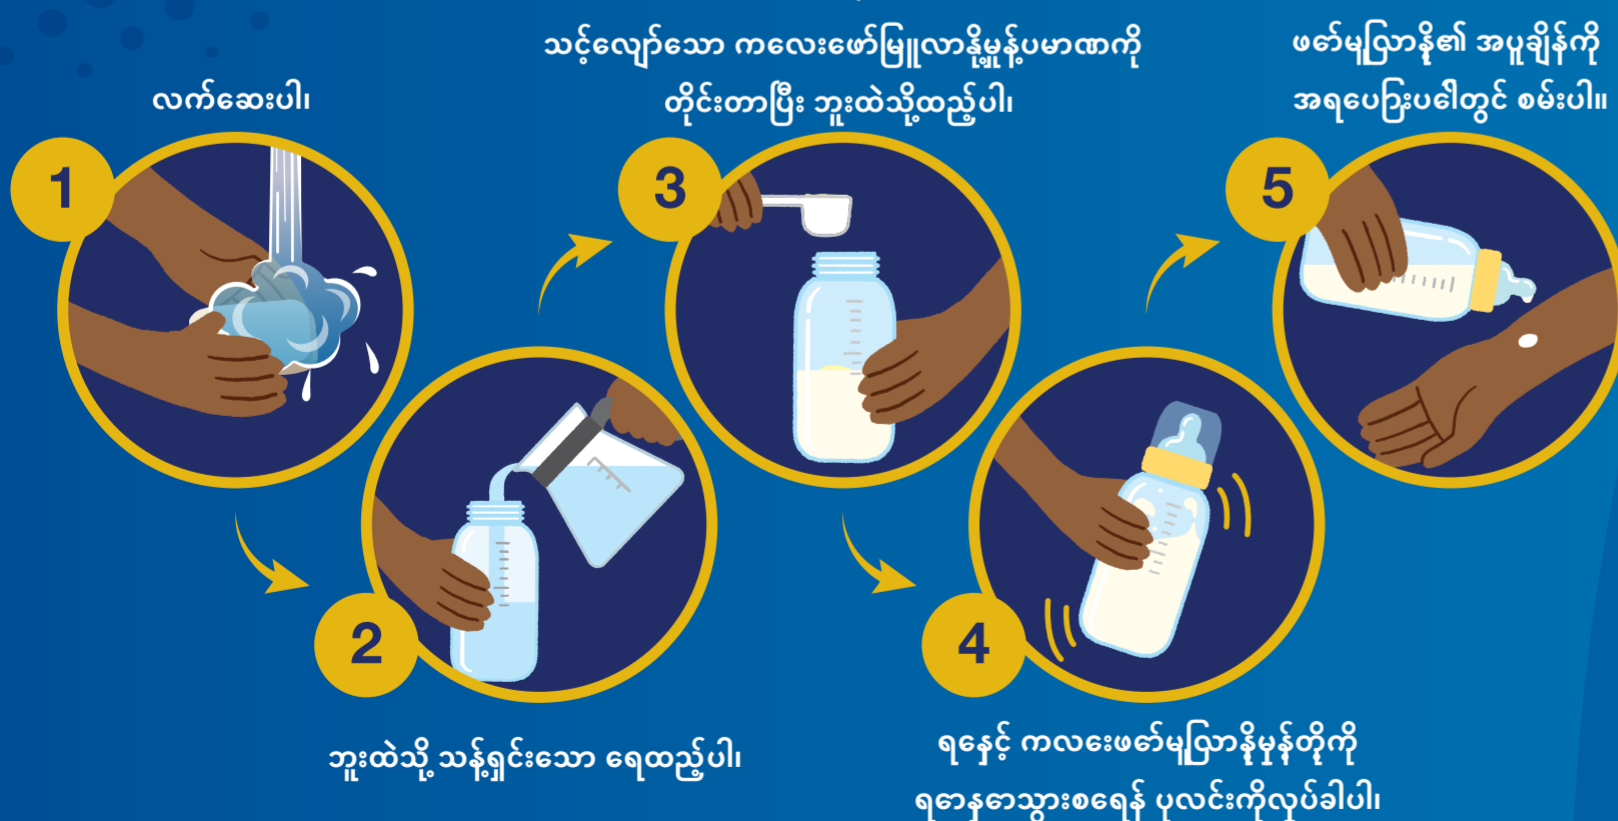 လက်ဆေးပါ၊
1
ဘူးထဲသို့ သန့်ရှင်းသော ရေထည့်ပါ၊
2
သင့်လျော်သော ကလေးဖော်မြူလာနို့မှုန့်ပမာဏကို
တိုင်းတာပြီး ဘူးထဲသို့ထည့်ပါ၊
3
ရနှေင့် ကလးဖော်မူလြာနို့မှုန့်တို့ကို
ရောနှောသွားစရေန် ပုလင်းကိုလှုပ်ခါပါ၊
4
ဖော်မူလြာနို့၏ အပူချိန်ကို
အရပေြားပေါ်တွင် စမ်းပါ။
5